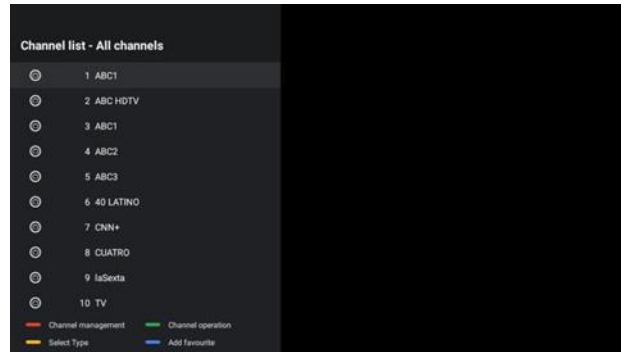 Channel list - All channels
1 ABC1
2 ABC HDTV
3 ABC1
4 ABC2
5 ABC3
6 40 LATINO
7 CNN+
8 CUATRO
9 laSexta
10 TV
Channel management Channel operation
Select Type Add favourite